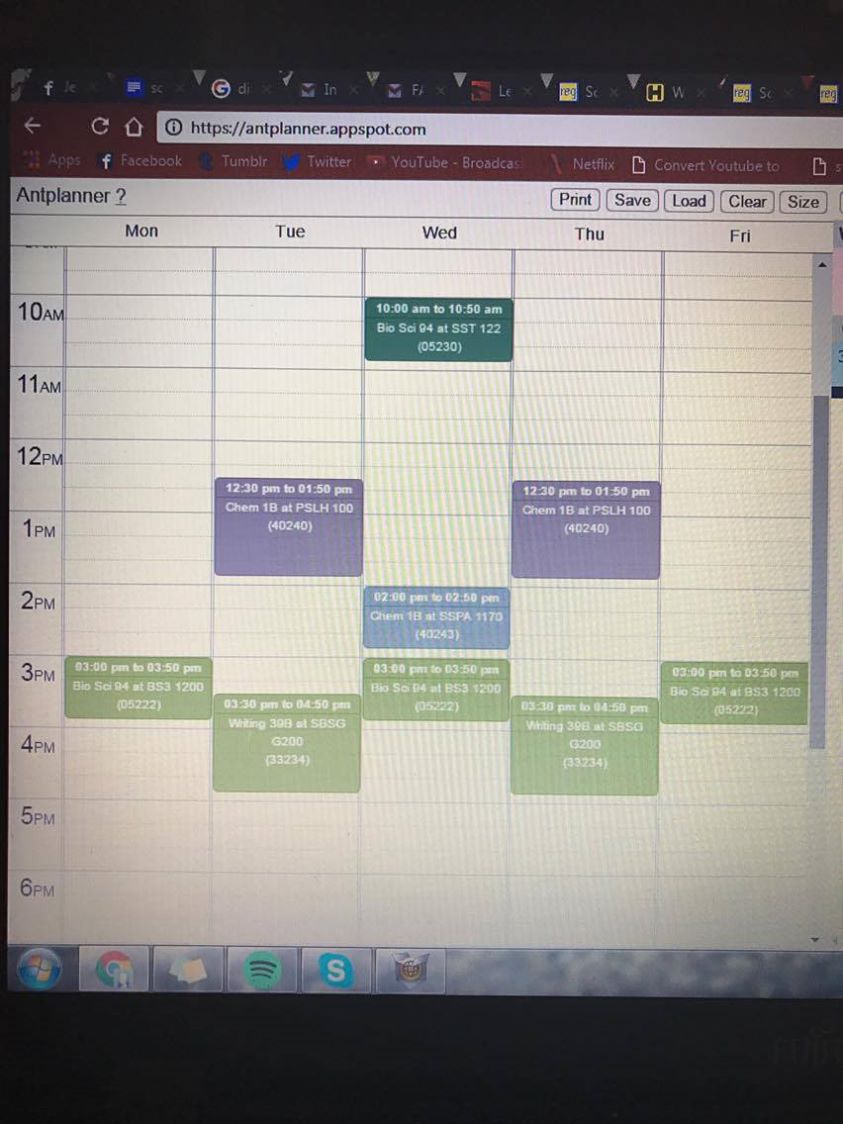 Je
sc
di
In
FA
Le
reg Sc
W
reg Sc
reg
https://antplanner.appspot.com
Apps Facebook Tumblr Twitter YouTube - Broadcas Netflix Convert Youtube to
Antplanner ? Print Save Load Clear Size
Mon Tue Wed Thu Fri
10AM
10:00 am to 10:50 am
Bio Sci 94 at SST 122
(05230)
11AM
12PM
12:30 pm to 01:50 pm
Chem 1B at PSLH 100
(40240)
12:30 pm to 01:50 pm
Chem 1B at PSLH 100
(40240)
1PM
2PM
02:00 pm to 02:50 pm
Chem 1B at SSPA 1170
(40243)
3PM
03:00 pm to 03:50 pm
Bio Sci 94 at BS3 1200
(05222)
03:30 pm to 04:50 pm
Writing 39B at SBSG
G200
(33234)
03:00 pm to 03:50 pm
Bio Sci 94 at BS3 1200
(05222)
03:30 pm to 04:50 pm
Writing 39B at SBSG
G200
(33234)
03:00 pm to 03:50 pm
Bio Sci 94 at BS3 1200
(05222)
4PM
5PM
6PM